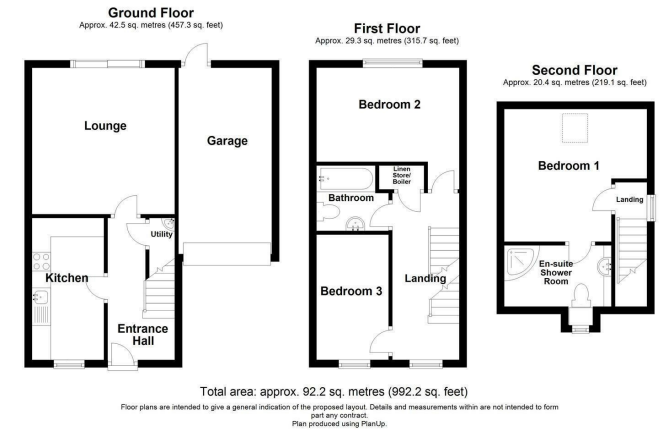 Ground Floor
Approx. 42.5 sq. metres (457.3 sq. feet)
Lounge
Garage
Utility
Kitchen
Entrance
Hall
First Floor
Approx. 29.3 sq. metres (315.7 sq. feet)
Bedroom 2
Linen
Store/
Boiler
Bathroom
Bedroom 3
Landing
Second Floor
Approx. 20.4 sq. metres (219.1 sq. feet)
Bedroom 1
Landing
En-suite
Shower
Room
Total area: approx. 92.2 sq. metres (992.2 sq. feet)
Floor plans are intended to give a general indication of the proposed layout. Details and measurements within are not intended to form
part any contract.
Plan produced using PlanUp.